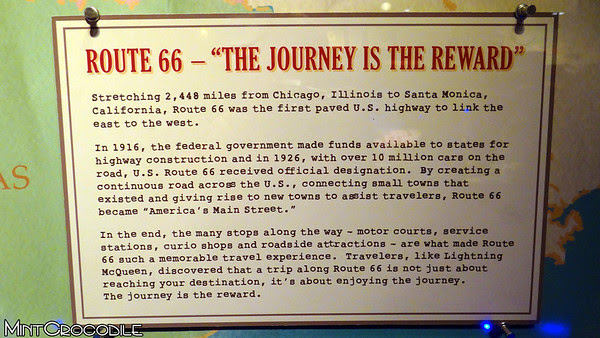 ROUTE 66 – "THE JOURNEY IS THE REWARD"
Stretching 2,448 miles from Chicago, Illinois to Santa Monica,
California, Route 66 was the first paved U.S. highway to link the
east to the west.
In 1916, the federal government made funds available to states for
highway construction and in 1926, with over 10 million cars on the
road, U.S. Route 66 received official designation. By creating a
continuous road across the U.S., connecting small towns that
existed and giving rise to new towns to assist travelers, Route 66
became "America's Main Street."
In the end, the many stops along the way – motor courts, service
stations, curio shops and roadside attractions – are what made Route
66 such a memorable travel experience. Travelers, like Lightning
McQueen, discovered that a trip along Route 66 is not just about
reaching your destination, it's about enjoying the journey.
The journey is the reward.
AS
MINTCROCODILE